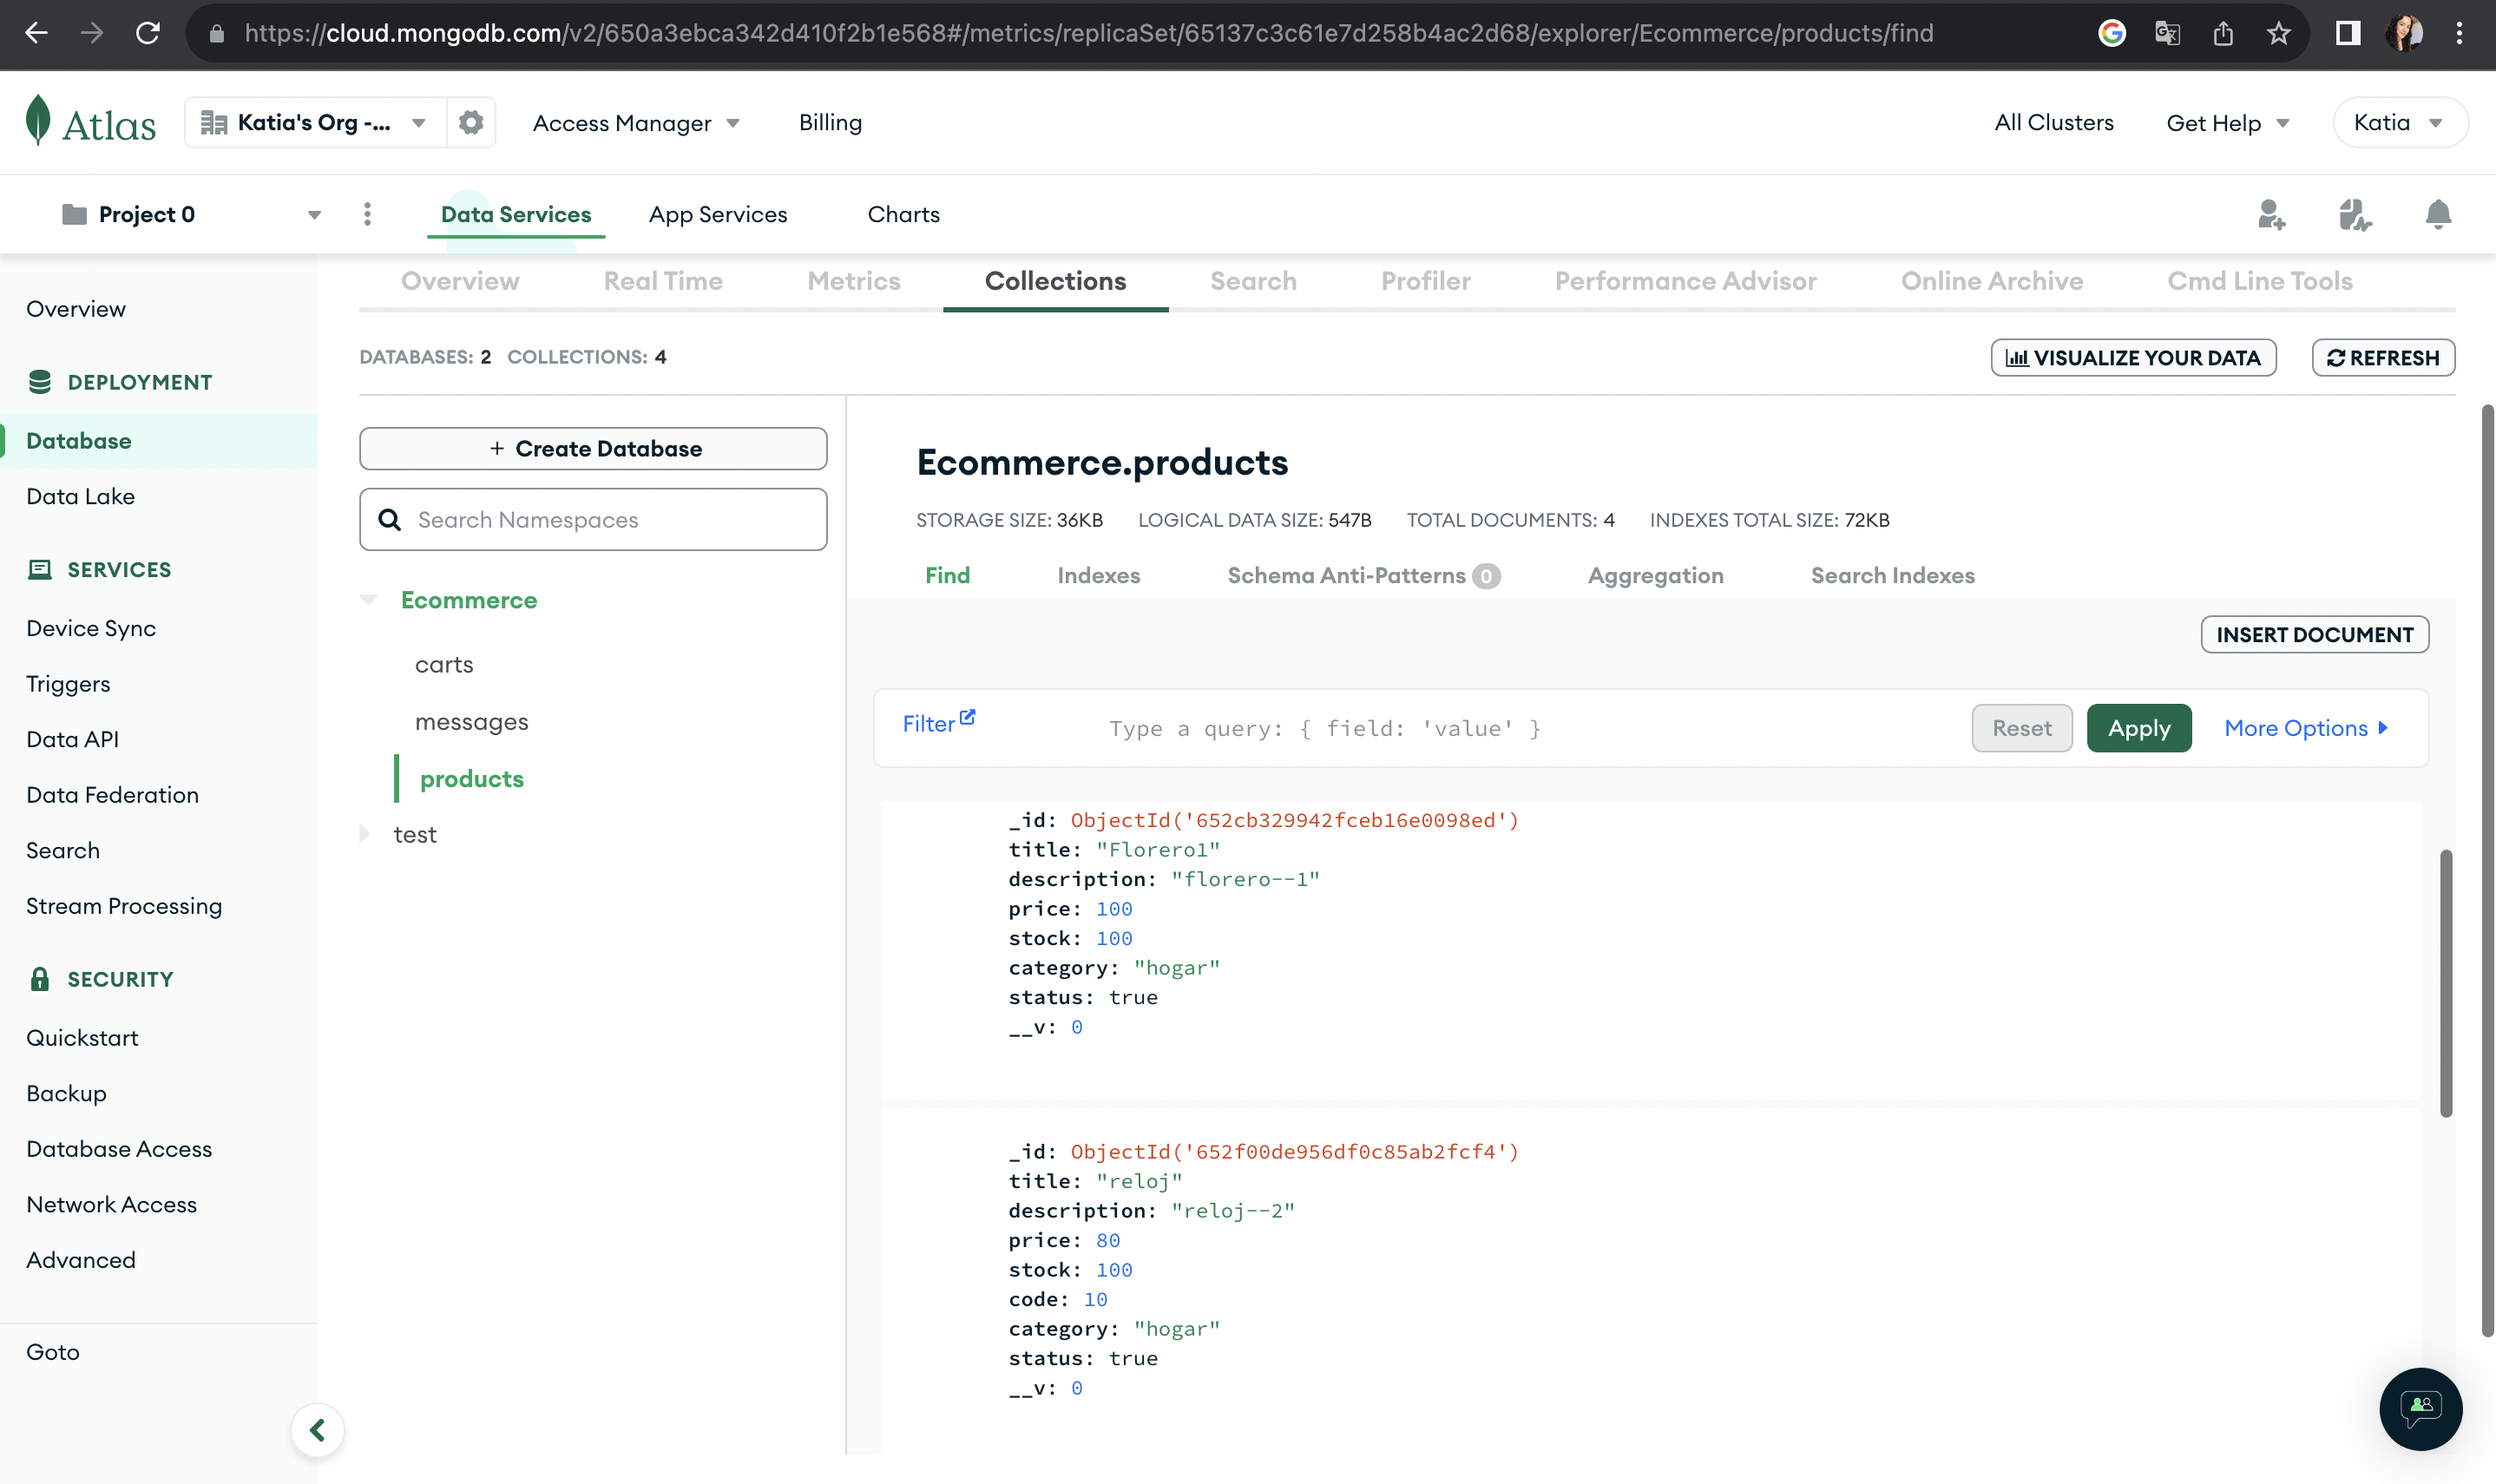 https://cloud.mongodb.com/v2/650a3ebca342d410f2b1e568#/metrics/replicaSet/65137c3c61e7d258b4ac2d68/explorer/Ecommerce/products/find
Atlas
Katia's Org -...
Access Manager
Billing
All Clusters
Get Help
Katia
Project 0
Data Services
App Services
Charts
Overview
DEPLOYMENT
Database
Data Lake
SERVICES
Device Sync
Triggers
Data API
Data Federation
Search
Stream Processing
SECURITY
Quickstart
Backup
Database Access
Network Access
Advanced
Goto
Overview
Real Time
Metrics
Collections
Search
Profiler
Performance Advisor
Online Archive
Cmd Line Tools
DATABASES: 2 COLLECTIONS: 4
VISUALIZE YOUR DATA
REFRESH
+ Create Database
Search Namespaces
Ecommerce
carts
messages
products
test
Ecommerce.products
STORAGE SIZE: 36KB LOGICAL DATA SIZE: 547B TOTAL DOCUMENTS: 4 INDEXES TOTAL SIZE: 72KB
Find
Indexes
Schema Anti-Patterns 0
Aggregation
Search Indexes
INSERT DOCUMENT
Filter
Type a query: { field: 'value' }
Reset
Apply
More Options
_id: ObjectId('652cb329942fceb16e0098ed')
title: "Florero1"
description: "florero--1"
price: 100
stock: 100
category: "hogar"
status: true
__v: 0
_id: ObjectId('652f00de956df0c85ab2fcf4')
title: "reloj"
description: "reloj--2"
price: 80
stock: 100
code: 10
category: "hogar"
status: true
__v: 0